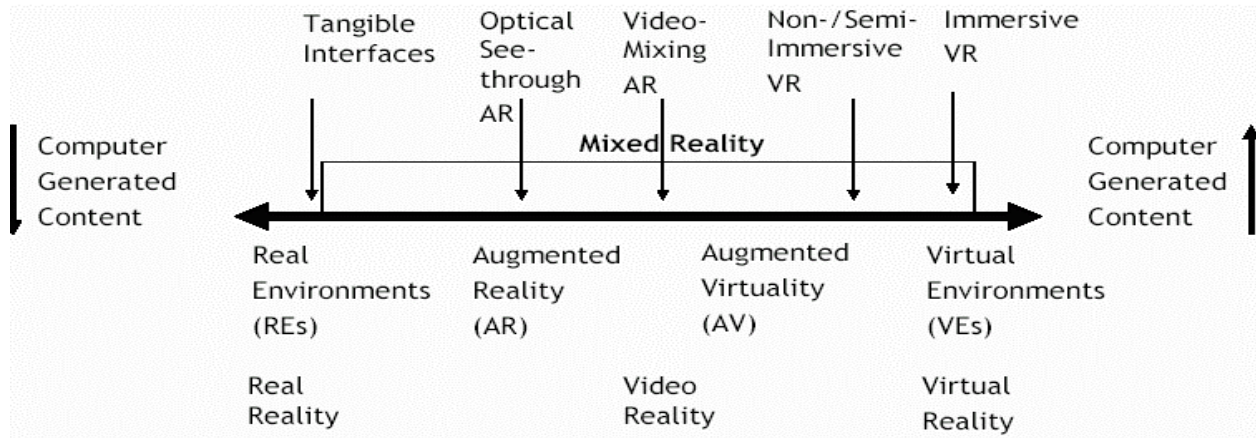 Tangible
Interfaces
Optical
See-
through
AR
Video-
Mixing
AR
Non-/Semi-
Immersive
VR
Immersive
VR
Mixed Reality
Computer
Generated
Content
Computer
Generated
Content
Real
Environments
(REs)
Augmented
Reality
(AR)
Augmented
Virtuality
(AV)
Virtual
Environments
(VEs)
Real
Reality
Video
Reality
Virtual
Reality